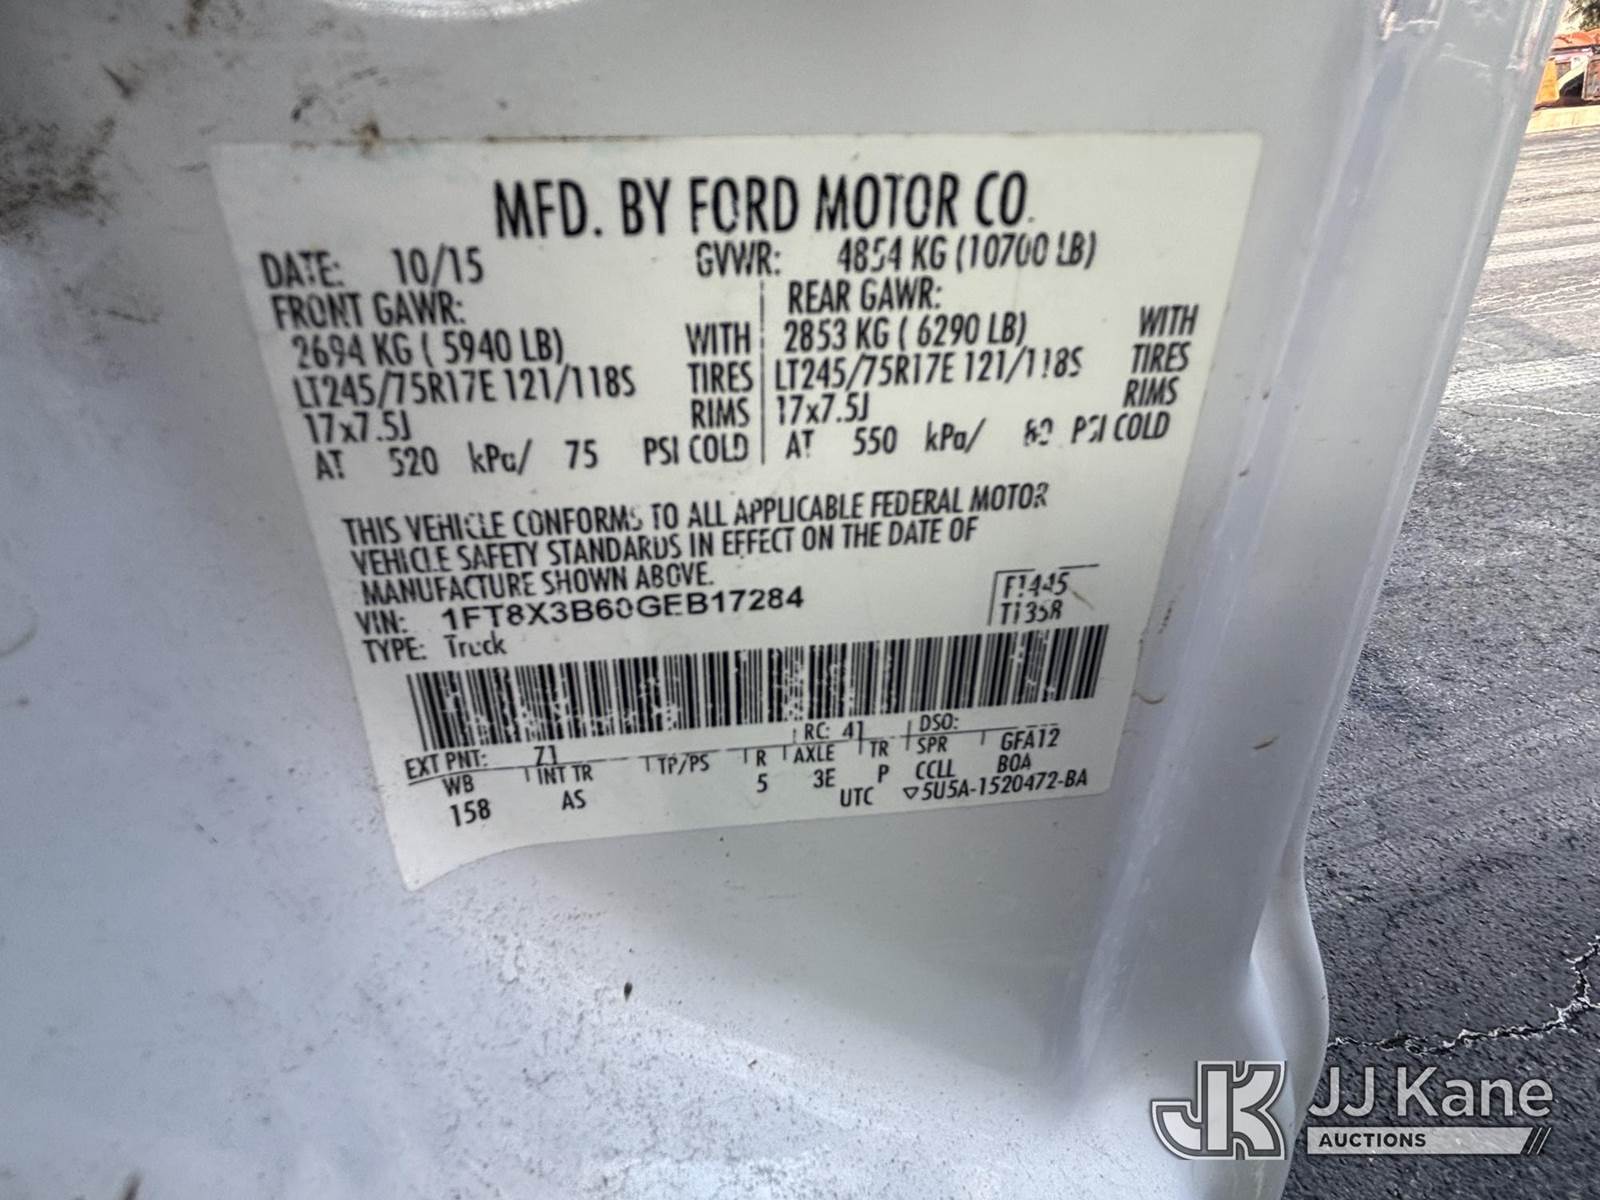 MFD. BY FORD MOTOR CO.
DATE: 10/15 GVWR: 4854 KG (10700 LB)
FRONT GAWR: REAR GAWR:
2694 KG ( 5940 LB) WITH 2853 KG ( 6290 LB) WITH
LT245/75R17E 121/118S TIRES LT245/75R17E 121/118S TIRES
17x7.5J RIMS 17x7.5J RIMS
AT 520 kPa/ 75 PSI COLD AT 550 kPa/ 80 PSI COLD
THIS VEHICLE CONFORMS TO ALL APPLICABLE FEDERAL MOTOR
VEHICLE SAFETY STANDARDS IN EFFECT ON THE DATE OF
MANUFACTURE SHOWN ABOVE.
VIN: 1FT8X3B60GEB17284 F1445
TYPE: Truck T1358
EXT PNT: Z1 RC: 41 DSO:
WB INT TR TP/PS R AXLE TR SPR GFA12
158 AS 5 3E P CCLL BOA
UTC ▽5U5A-1520472-BA
JK JJ Kane
AUCTIONS